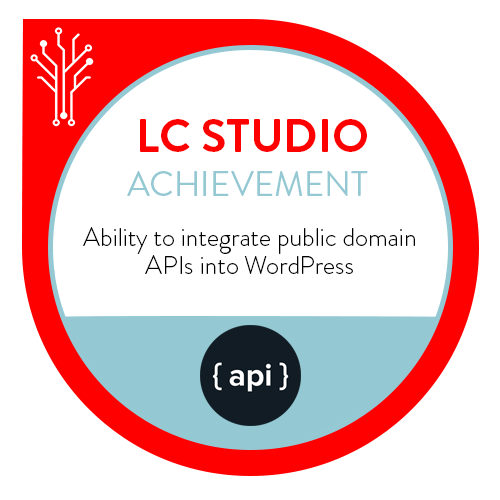 LC STUDIO
ACHIEVEMENT
Ability to integrate public domain
APIs into WordPress
{ api }